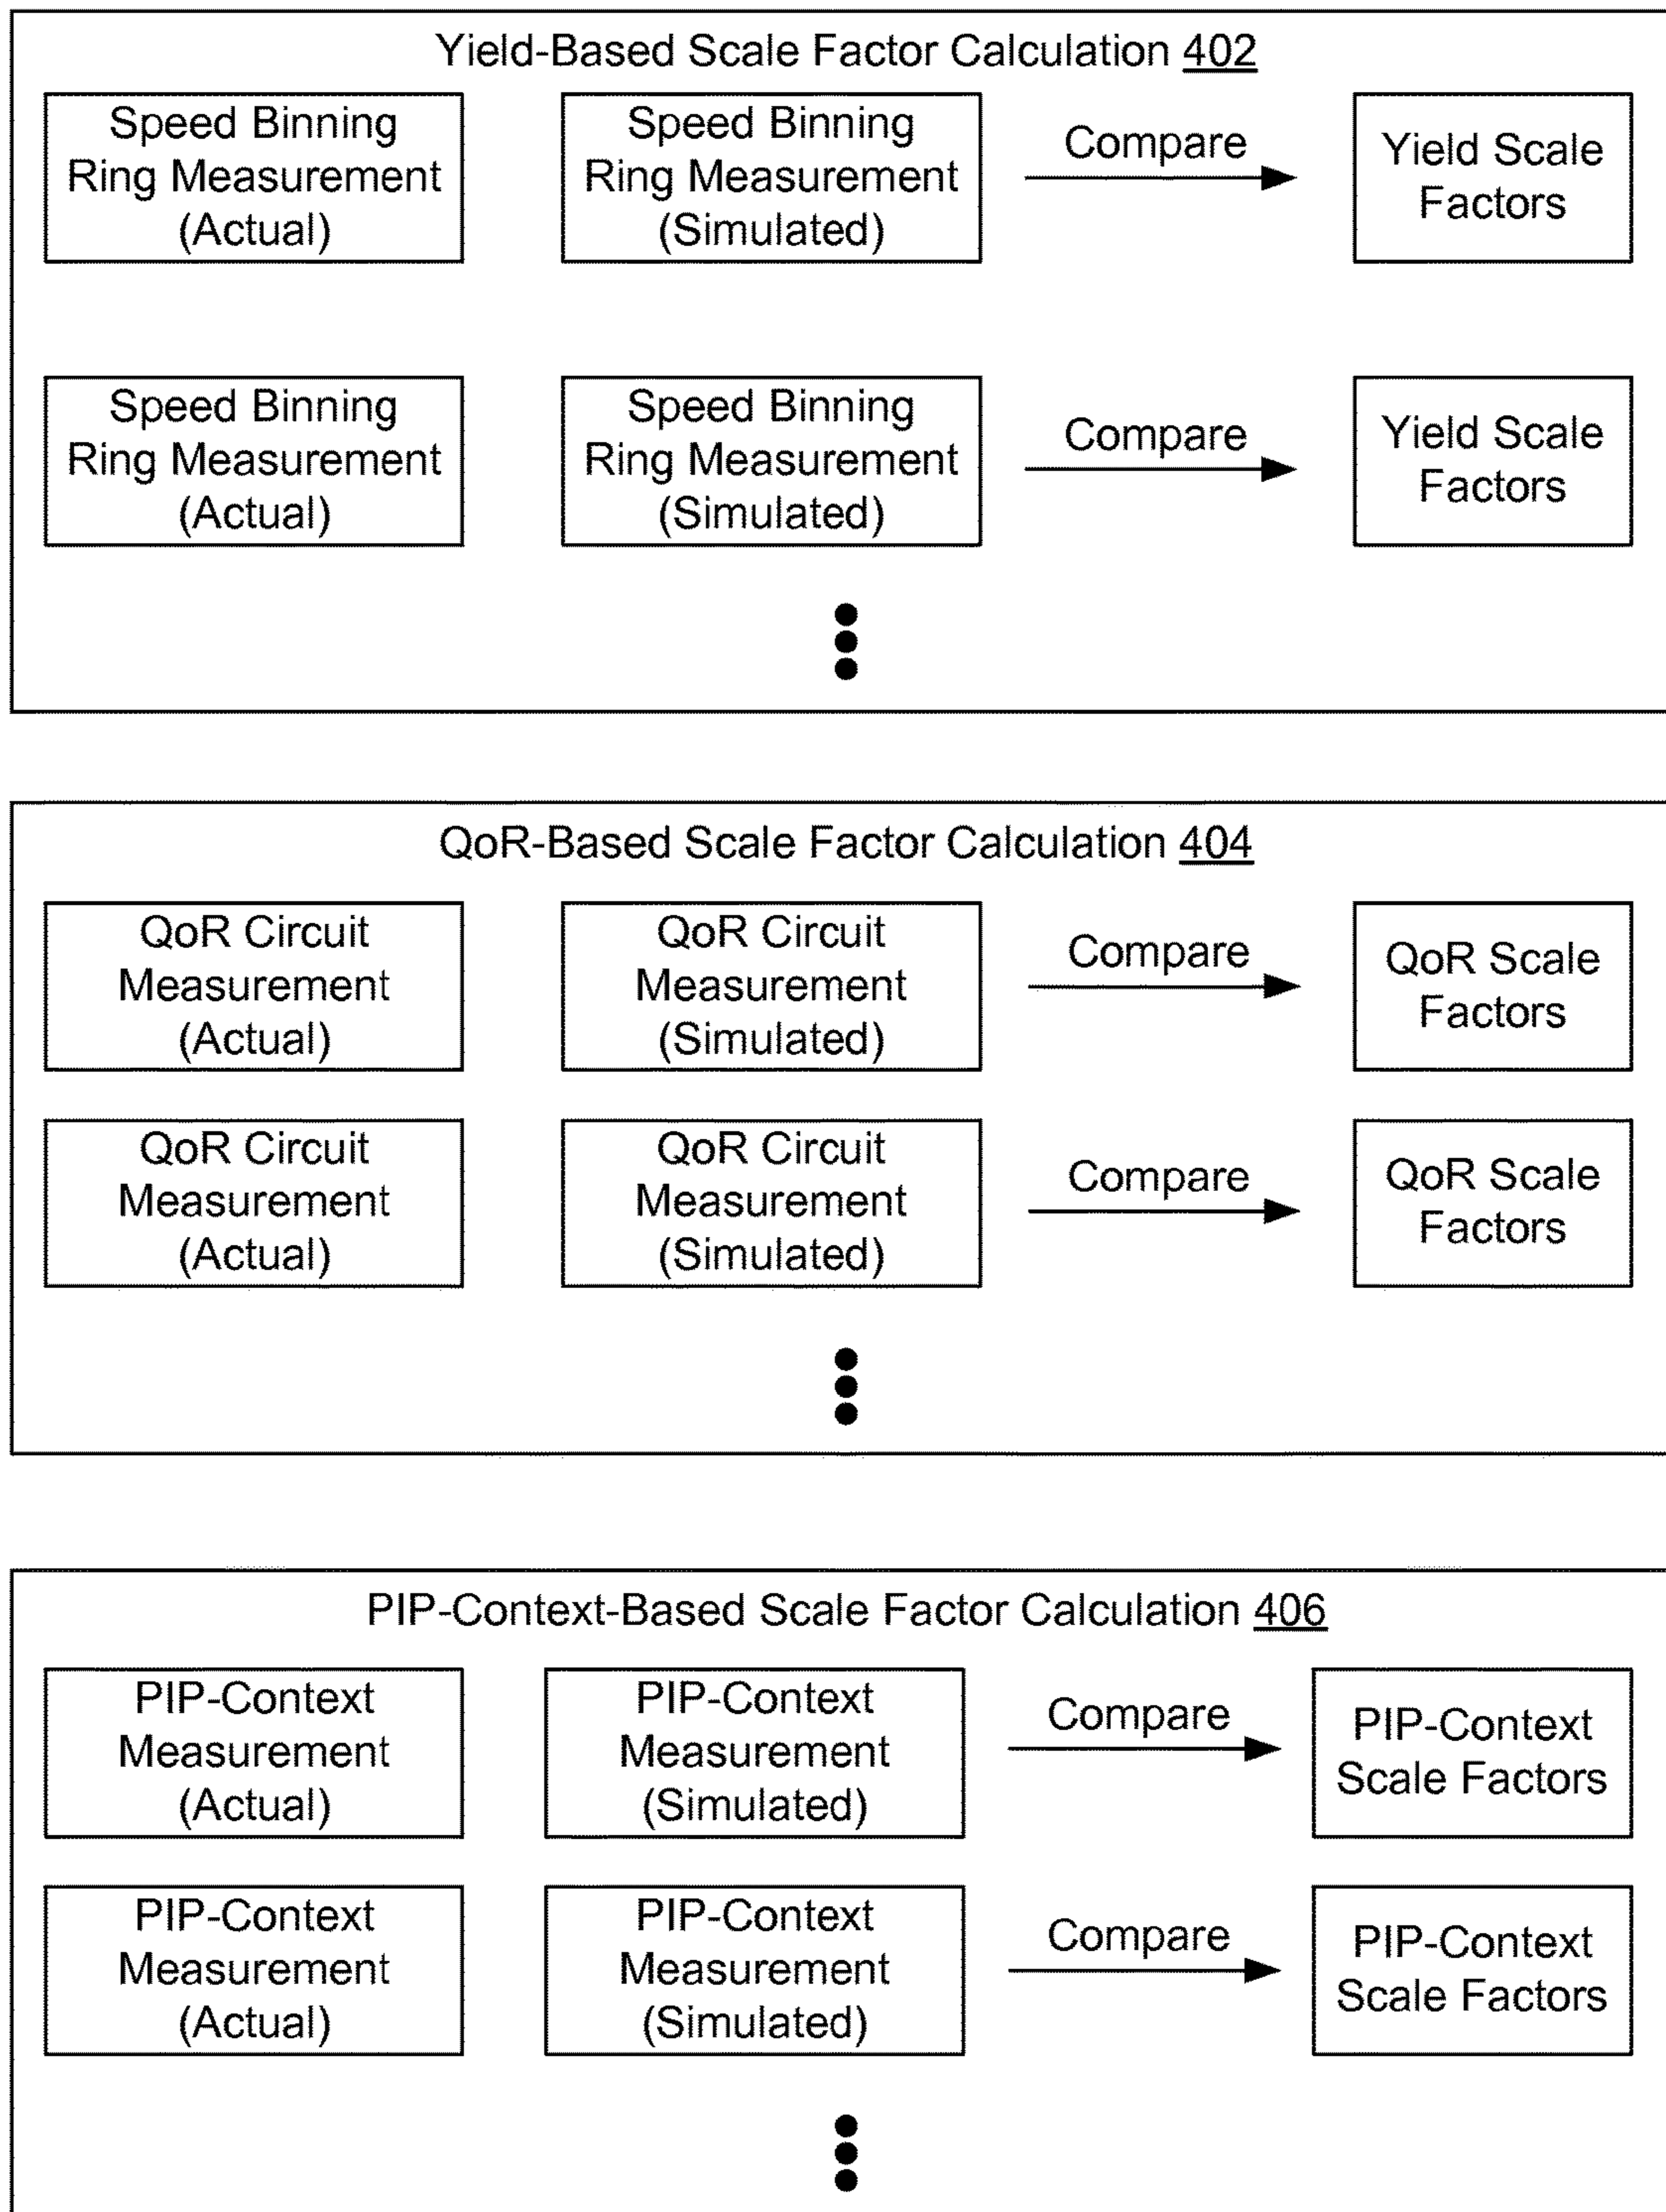 Yield-Based Scale Factor Calculation 402
Speed Binning
Ring Measurement
(Actual)
Speed Binning
Ring Measurement
(Simulated)
Compare
Yield Scale
Factors
Speed Binning
Ring Measurement
(Actual)
Speed Binning
Ring Measurement
(Simulated)
Compare
Yield Scale
Factors
QoR-Based Scale Factor Calculation 404
QoR Circuit
Measurement
(Actual)
QoR Circuit
Measurement
(Simulated)
Compare
QoR Scale
Factors
QoR Circuit
Measurement
(Actual)
QoR Circuit
Measurement
(Simulated)
Compare
QoR Scale
Factors
PIP-Context-Based Scale Factor Calculation 406
PIP-Context
Measurement
(Actual)
PIP-Context
Measurement
(Simulated)
Compare
PIP-Context
Scale Factors
PIP-Context
Measurement
(Actual)
PIP-Context
Measurement
(Simulated)
Compare
PIP-Context
Scale Factors